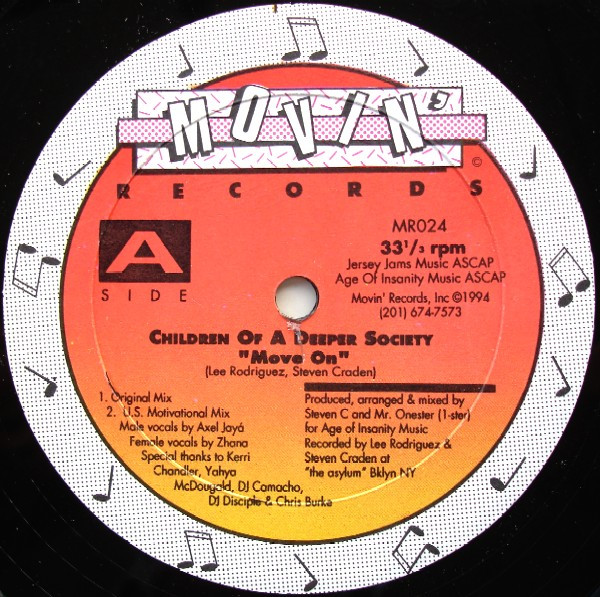 MOVIN'
©
RECORDS
A
SIDE
MR024
33 1/3 rpm
Jersey Jams Music ASCAP
Age Of Insanity Music ASCAP
Movin' Records, Inc ©1994
(201) 674-7573
CHILDREN OF A DEEPER SOCIETY
"Move On"
(Lee Rodriguez, Steven Craden)
1. Original Mix
2. U.S. Motivational Mix
Male vocals by Axel Jayá
Female vocals by Zhana
Special thanks to Kerri
Chandler, Yahya
McDougald, DJ Camacho,
DJ Disciple & Chris Burke
Produced, arranged & mixed by
Steven C and Mr. Onester (1-ster)
for Age of Insanity Music
Recorded by Lee Rodriguez &
Steven Craden at
"the asylum" Bklyn NY